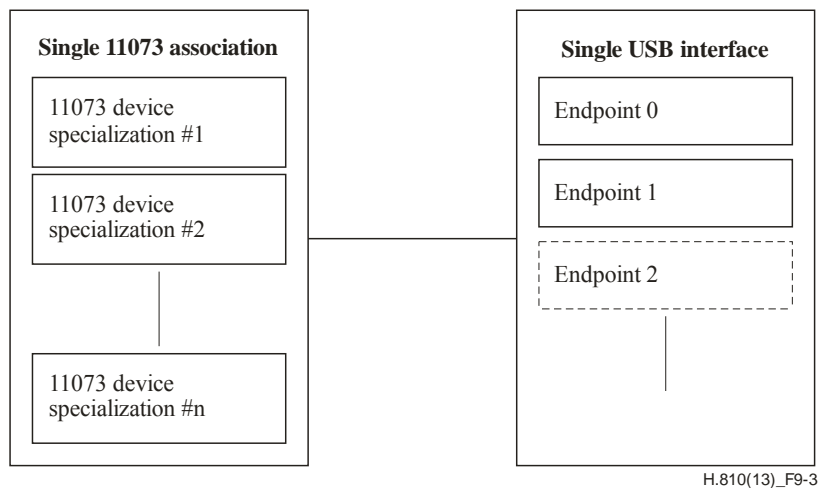 Single 11073 association
11073 device
specialization #1
11073 device
specialization #2
11073 device
specialization #n
Single USB interface
Endpoint 0
Endpoint 1
Endpoint 2
H.810(13)_F9-3